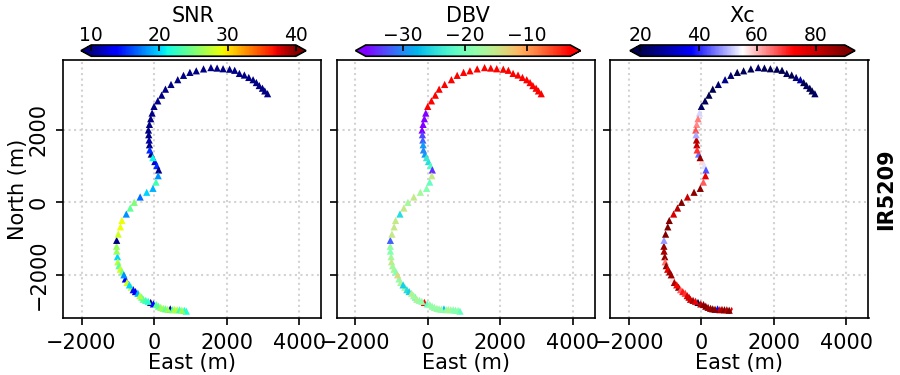 SNR DBV Xc
10 20 30 40 −30 −20 −10 20 40 60 80
North (m)
2000
0
−2000
IR5209
−2000 0 2000 4000 −2000 0 2000 4000 −2000 0 2000 4000
East (m) East (m) East (m)